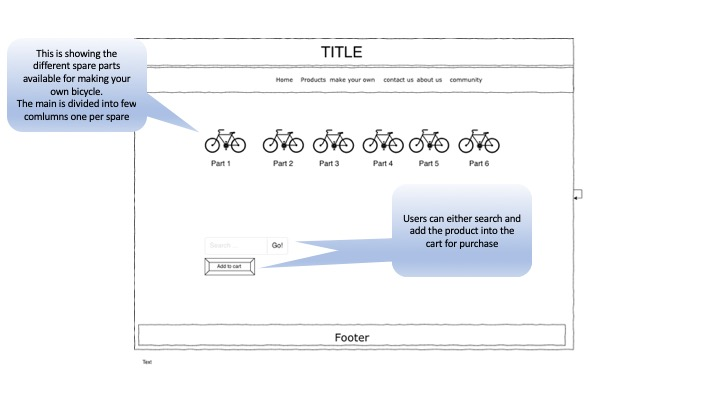 This is showing the
different spare parts
available for making your
own bicycle.
The main is divided into few
comlumns one per spare
TITLE
Home Products make your own contact us about us community
Part 1 Part 2 Part 3 Part 4 Part 5 Part 6
Users can either search and
add the product into the
cart for purchase
Search ... Go!
Add to cart
Footer
Text